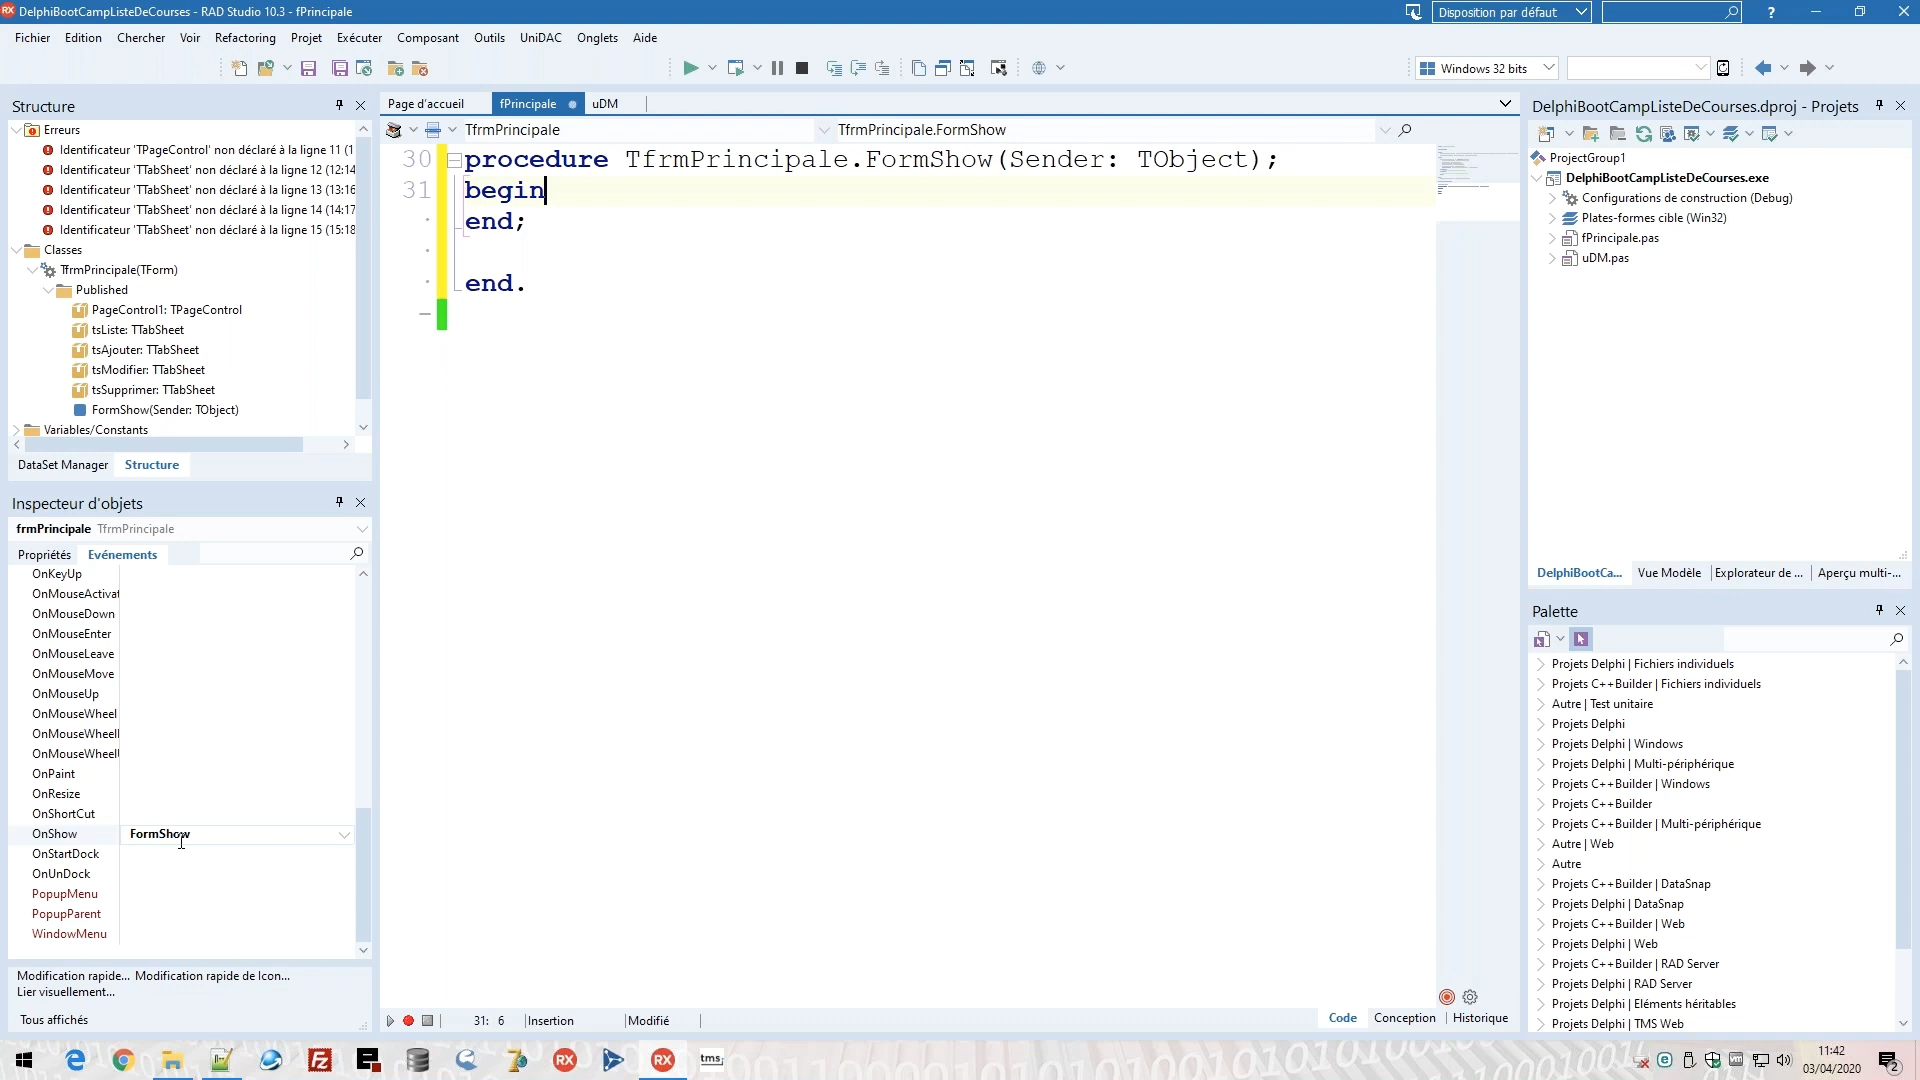 DelphiBootCampListeDeCourses - RAD Studio 10.3 - fPrincipale
Disposition par défaut
Fichier Edition Chercher Voir Refactoring Projet Exécuter Composant Outils UniDAC Onglets Aide
Windows 32 bits
Structure
Erreurs
Identificateur 'TPageControl' non déclaré à la ligne 11 (1
Identificateur 'TTabSheet' non déclaré à la ligne 12 (12:14
Identificateur 'TTabSheet' non déclaré à la ligne 13 (13:16
Identificateur 'TTabSheet' non déclaré à la ligne 14 (14:17
Identificateur 'TTabSheet' non déclaré à la ligne 15 (15:18
Classes
TfrmPrincipale(TForm)
Published
PageControl1: TPageControl
tsListe: TTabSheet
tsAjouter: TTabSheet
tsModifier: TTabSheet
tsSupprimer: TTabSheet
FormShow(Sender: TObject)
Variables/Constants
DataSet Manager Structure
Inspecteur d'objets
frmPrincipale TfrmPrincipale
Propriétés Evénements
OnKeyUp
OnMouseActivat
OnMouseDown
OnMouseEnter
OnMouseLeave
OnMouseMove
OnMouseUp
OnMouseWheel
OnMouseWheel
OnMouseWheel
OnPaint
OnResize
OnShortCut
OnShow FormShow
OnStartDock
OnUnDock
PopupMenu
PopupParent
WindowMenu
Modification rapide... Modification rapide de Icon...
Lier visuellement...
Tous affichés
Page d'accueil fPrincipale uDM
TfrmPrincipale TfrmPrincipale.FormShow
30 procedure TfrmPrincipale.FormShow(Sender: TObject);
31 begin
end;
end.
31: 6 Insertion Modifié
Code Conception Historique
DelphiBootCampListeDeCourses.dproj - Projets
ProjectGroup1
DelphiBootCampListeDeCourses.exe
Configurations de construction (Debug)
Plates-formes cible (Win32)
fPrincipale.pas
uDM.pas
DelphiBootCa... Vue Modèle Explorateur de ... Aperçu multi-...
Palette
Projets Delphi | Fichiers individuels
Projets C++Builder | Fichiers individuels
Autre | Test unitaire
Projets Delphi
Projets Delphi | Windows
Projets Delphi | Multi-périphérique
Projets C++Builder | Windows
Projets C++Builder
Projets C++Builder | Multi-périphérique
Autre | Web
Autre
Projets C++Builder | DataSnap
Projets Delphi | DataSnap
Projets C++Builder | Web
Projets Delphi | Web
Projets C++Builder | RAD Server
Projets Delphi | RAD Server
Projets Delphi | Eléments héritables
Projets Delphi | TMS Web
RX RX tms
11:42
03/04/2020
2